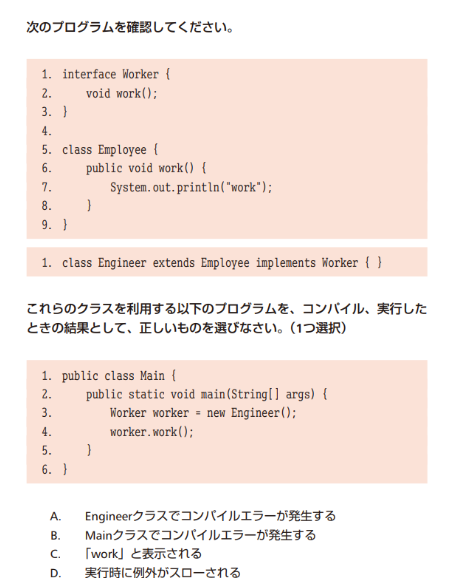 次のプログラムを確認してください。
1. interface Worker {
2.     void work();
3. }
4.
5. class Employee {
6.     public void work() {
7.         System.out.println("work");
8.     }
9. }
1. class Engineer extends Employee implements Worker { }
これらのクラスを利用する以下のプログラムを、コンパイル、実行した
ときの結果として、正しいものを選びなさい。（1つ選択）
1. public class Main {
2.     public static void main(String[] args) {
3.         Worker worker = new Engineer();
4.         worker.work();
5.     }
6. }
A. Engineerクラスでコンパイルエラーが発生する
B. Mainクラスでコンパイルエラーが発生する
C. 「work」と表示される
D. 実行時に例外がスローされる